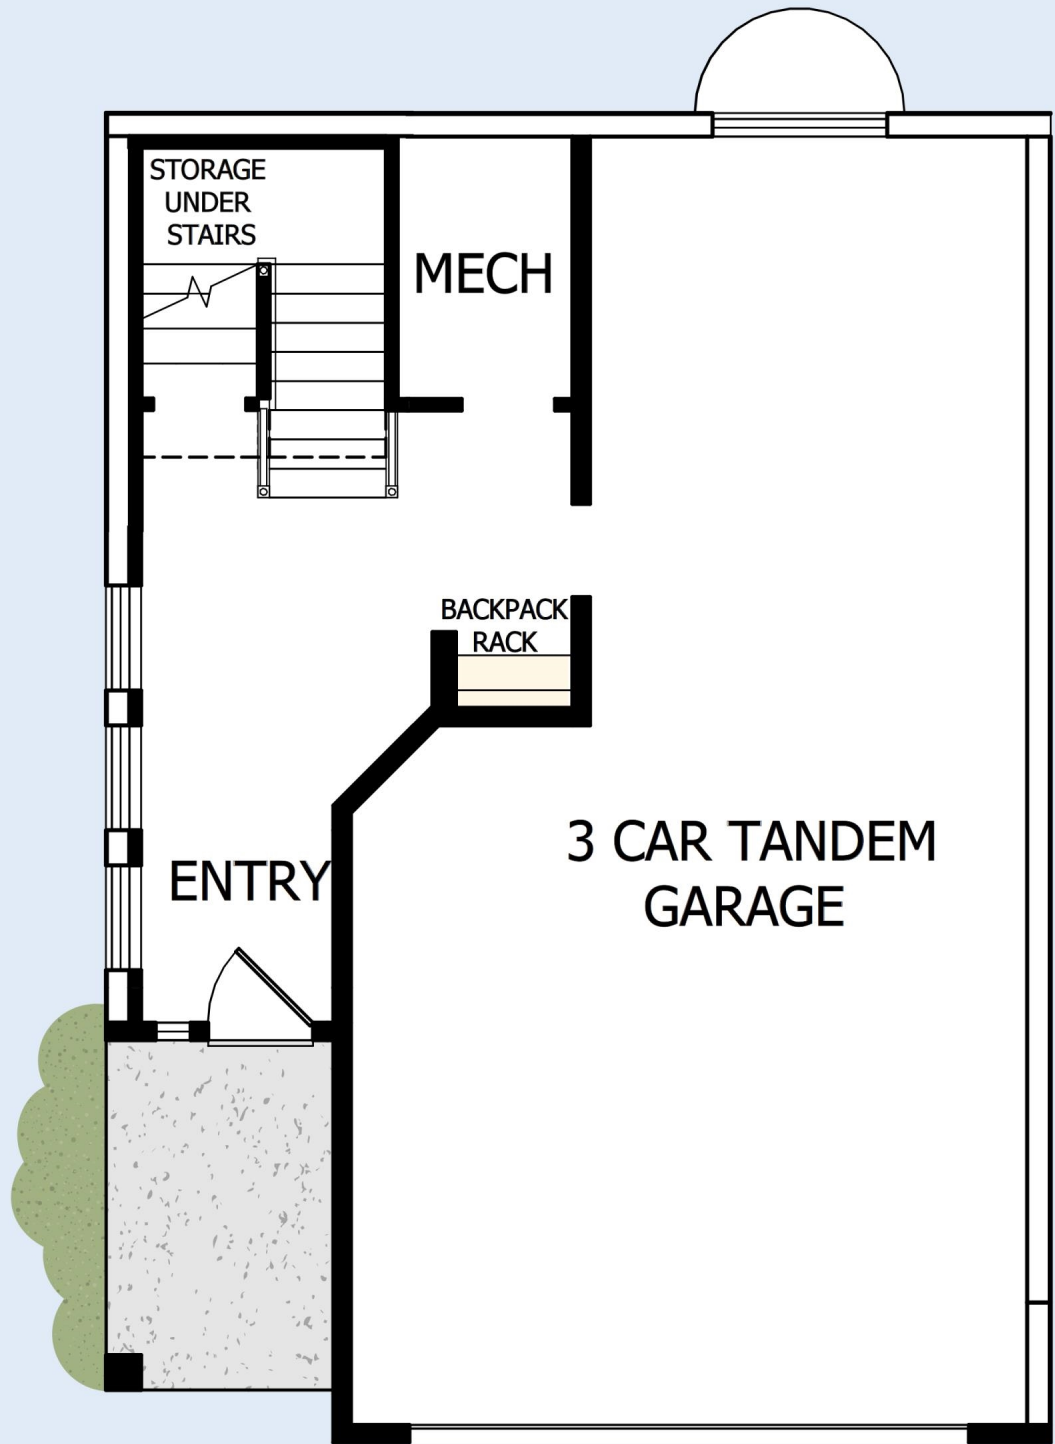 STORAGE
UNDER
STAIRS
MECH
BACKPACK
RACK
3 CAR TANDEM
GARAGE
ENTRY